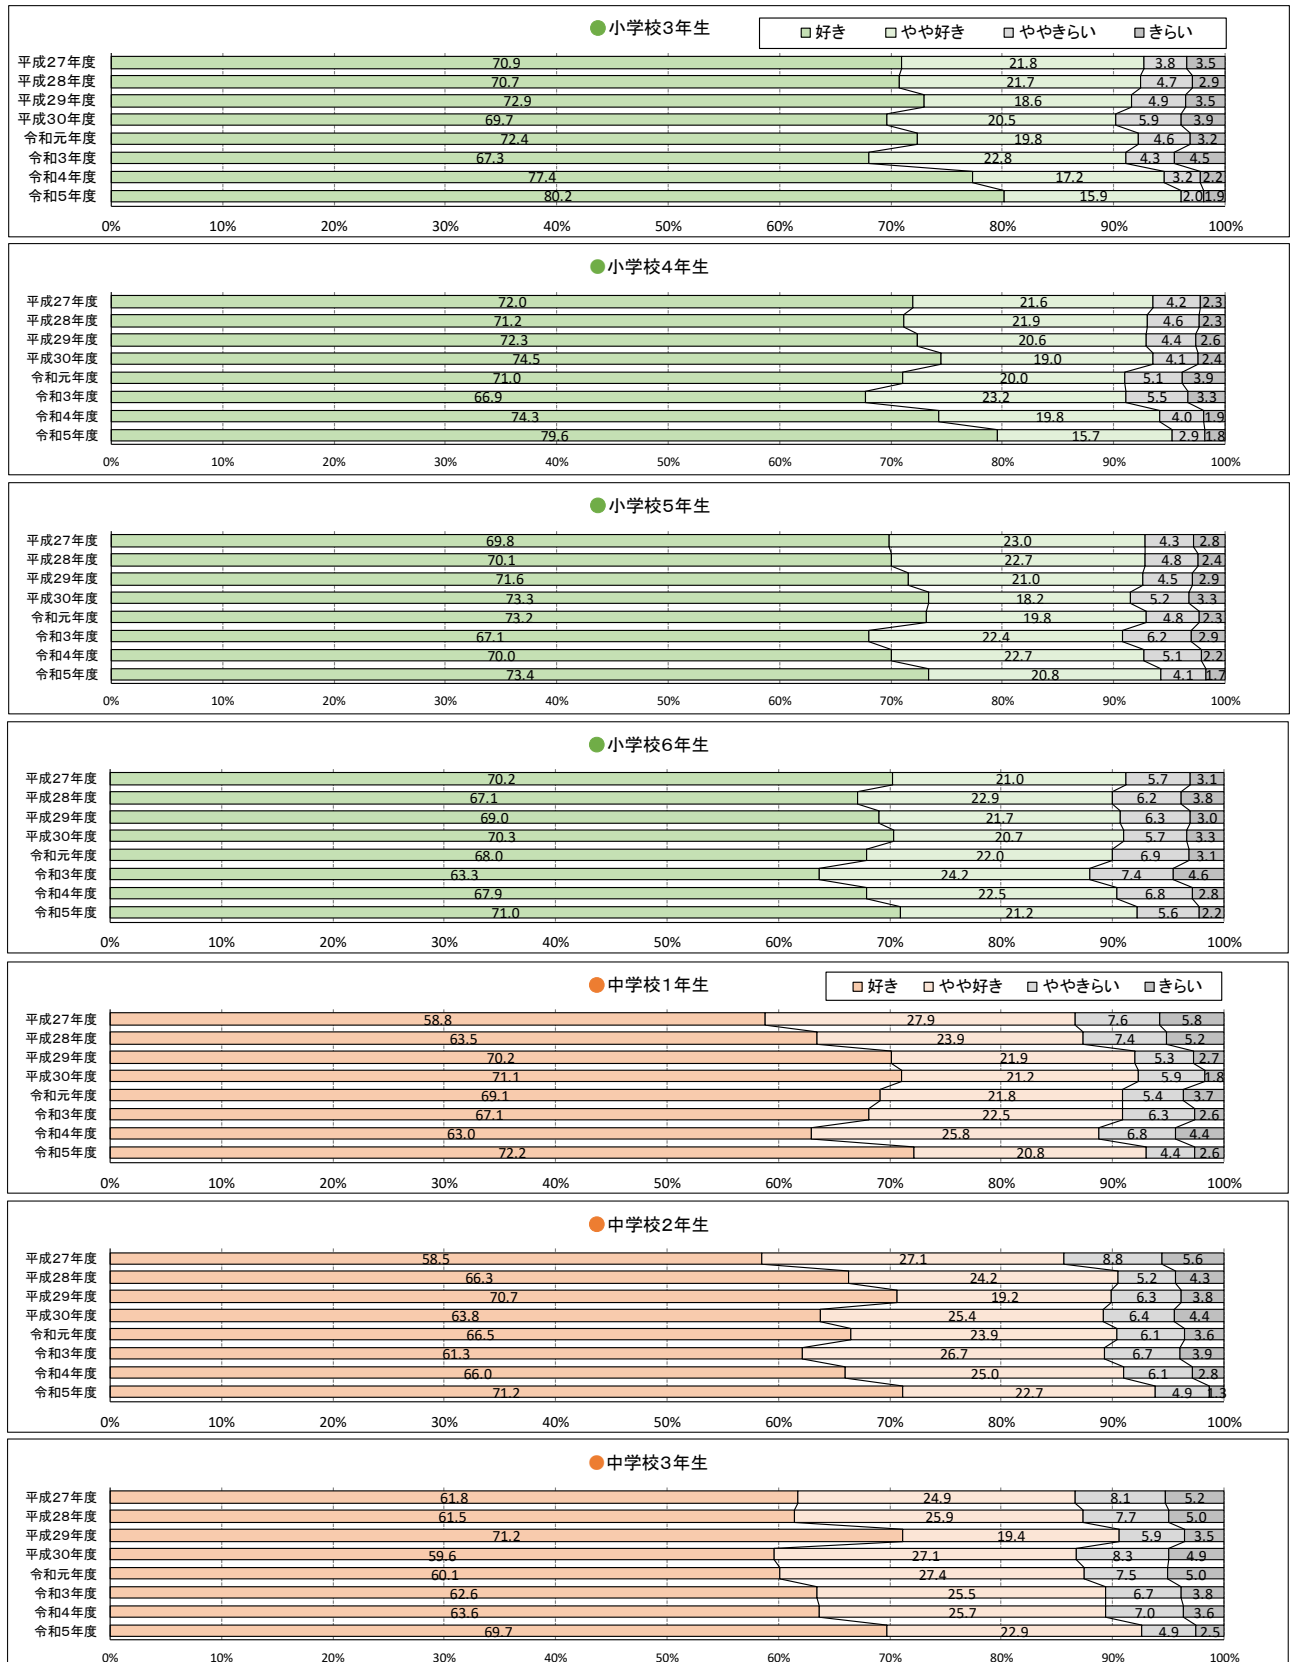 ●小学校3年生
好き やや好き ややきらい きらい
平成27年度 70.9 21.8 3.8 3.5
平成28年度 70.7 21.7 4.7 2.9
平成29年度 72.9 18.6 4.9 3.5
平成30年度 69.7 20.5 5.9 3.9
令和元年度 72.4 19.8 4.6 3.2
令和3年度 67.3 22.8 4.3 4.5
令和4年度 77.4 17.2 3.2 2.2
令和5年度 80.2 15.9 2.0 1.9
0% 10% 20% 30% 40% 50% 60% 70% 80% 90% 100%
●小学校4年生
平成27年度 72.0 21.6 4.2 2.3
平成28年度 71.2 21.9 4.6 2.3
平成29年度 72.3 20.6 4.4 2.6
平成30年度 74.5 19.0 4.1 2.4
令和元年度 71.0 20.0 5.1 3.9
令和3年度 66.9 23.2 5.5 3.3
令和4年度 74.3 19.8 4.0 1.9
令和5年度 79.6 15.7 2.9 1.8
0% 10% 20% 30% 40% 50% 60% 70% 80% 90% 100%
●小学校5年生
平成27年度 69.8 23.0 4.3 2.8
平成28年度 70.1 22.7 4.8 2.4
平成29年度 71.6 21.0 4.5 2.9
平成30年度 73.3 18.2 5.2 3.3
令和元年度 73.2 19.8 4.8 2.3
令和3年度 67.1 22.4 6.2 2.9
令和4年度 70.0 22.7 5.1 2.2
令和5年度 73.4 20.8 4.1 1.7
0% 10% 20% 30% 40% 50% 60% 70% 80% 90% 100%
●小学校6年生
平成27年度 70.2 21.0 5.7 3.1
平成28年度 67.1 22.9 6.2 3.8
平成29年度 69.0 21.7 6.3 3.0
平成30年度 70.3 20.7 5.7 3.3
令和元年度 68.0 22.0 6.9 3.1
令和3年度 63.3 24.2 7.4 4.6
令和4年度 67.9 22.5 6.8 2.8
令和5年度 71.0 21.2 5.6 2.2
0% 10% 20% 30% 40% 50% 60% 70% 80% 90% 100%
●中学校1年生
好き やや好き ややきらい きらい
平成27年度 58.8 27.9 7.6 5.8
平成28年度 63.5 23.9 7.4 5.2
平成29年度 70.2 21.9 5.3 2.7
平成30年度 71.1 21.2 5.9 1.8
令和元年度 69.1 21.8 5.4 3.7
令和3年度 67.1 22.5 6.3 2.6
令和4年度 63.0 25.8 6.8 4.4
令和5年度 72.2 20.8 4.4 2.6
0% 10% 20% 30% 40% 50% 60% 70% 80% 90% 100%
●中学校2年生
平成27年度 58.5 27.1 8.8 5.6
平成28年度 66.3 24.2 5.2 4.3
平成29年度 70.7 19.2 6.3 3.8
平成30年度 63.8 25.4 6.4 4.4
令和元年度 66.5 23.9 6.1 3.6
令和3年度 61.3 26.7 6.7 3.9
令和4年度 66.0 25.0 6.1 2.8
令和5年度 71.2 22.7 4.9 1.3
0% 10% 20% 30% 40% 50% 60% 70% 80% 90% 100%
●中学校3年生
平成27年度 61.8 24.9 8.1 5.2
平成28年度 61.5 25.9 7.7 5.0
平成29年度 71.2 19.4 5.9 3.5
平成30年度 59.6 27.1 8.3 4.9
令和元年度 60.1 27.4 7.5 5.0
令和3年度 62.6 25.5 6.7 3.8
令和4年度 63.6 25.7 7.0 3.6
令和5年度 69.7 22.9 4.9 2.5
0% 10% 20% 30% 40% 50% 60% 70% 80% 90% 100%